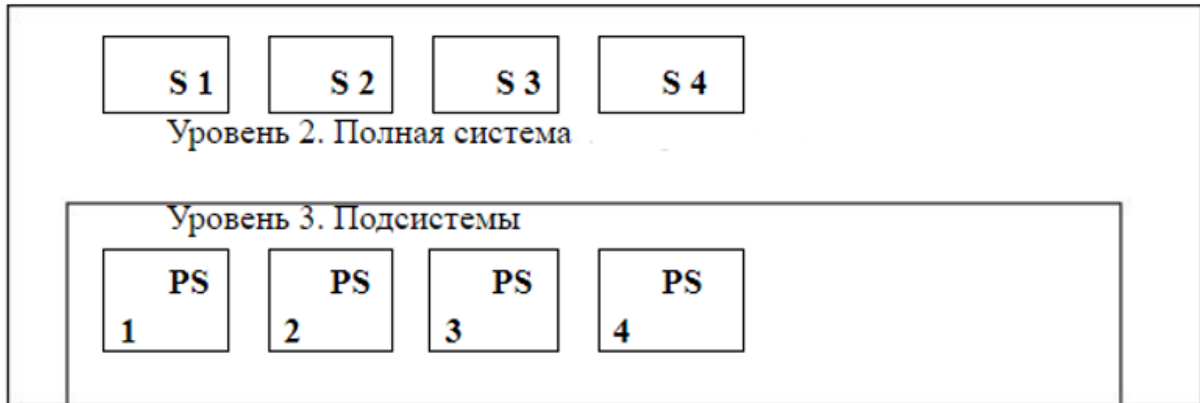 S 1 S 2 S 3 S 4
Уровень 2. Полная система
Уровень 3. Подсистемы
PS PS PS PS
1 2 3 4